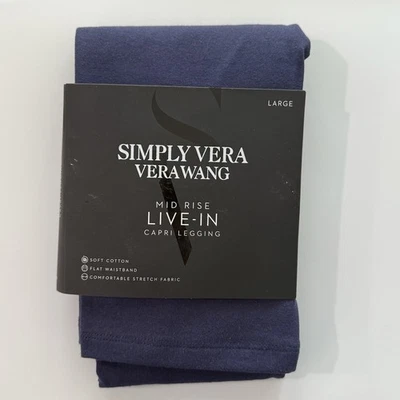 LARGE
SIMPLY VERA
VERAWANG
MID RISE
LIVE-IN
CAPRI LEGGING
SOFT COTTON
FLAT WAISTBAND
COMFORTABLE STRETCH FABRIC